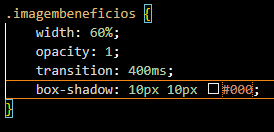 .imagembeneficios {
width: 60%;
opacity: 1;
transition: 400ms;
box-shadow: 10px 10px #000;
}